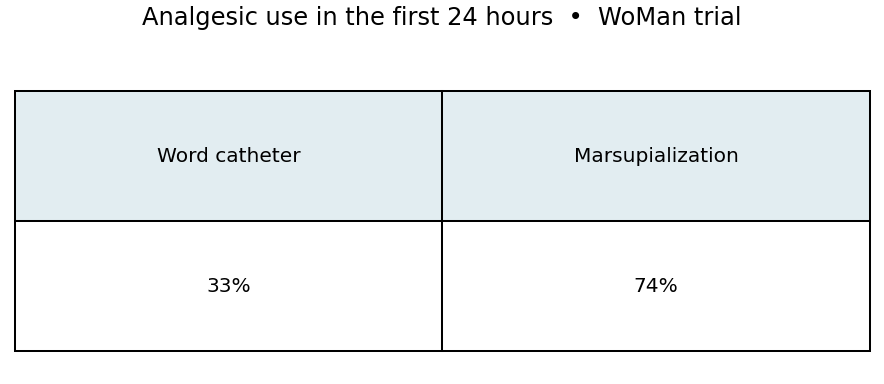 Analgesic use in the first 24 hours • WoMan trial
Word catheter Marsupialization
33% 74%